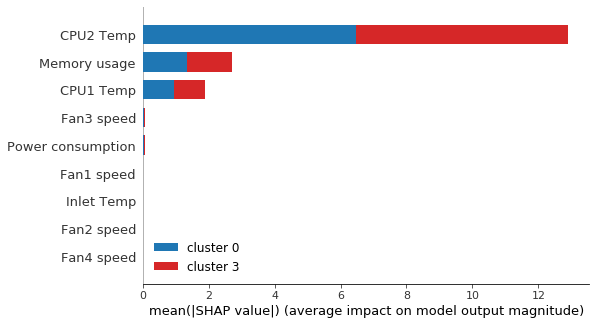 CPU2 Temp
Memory usage
CPU1 Temp
Fan3 speed
Power consumption
Fan1 speed
Inlet Temp
Fan2 speed
Fan4 speed
cluster 0
cluster 3
0 2 4 6 8 10 12
mean(|SHAP value|) (average impact on model output magnitude)